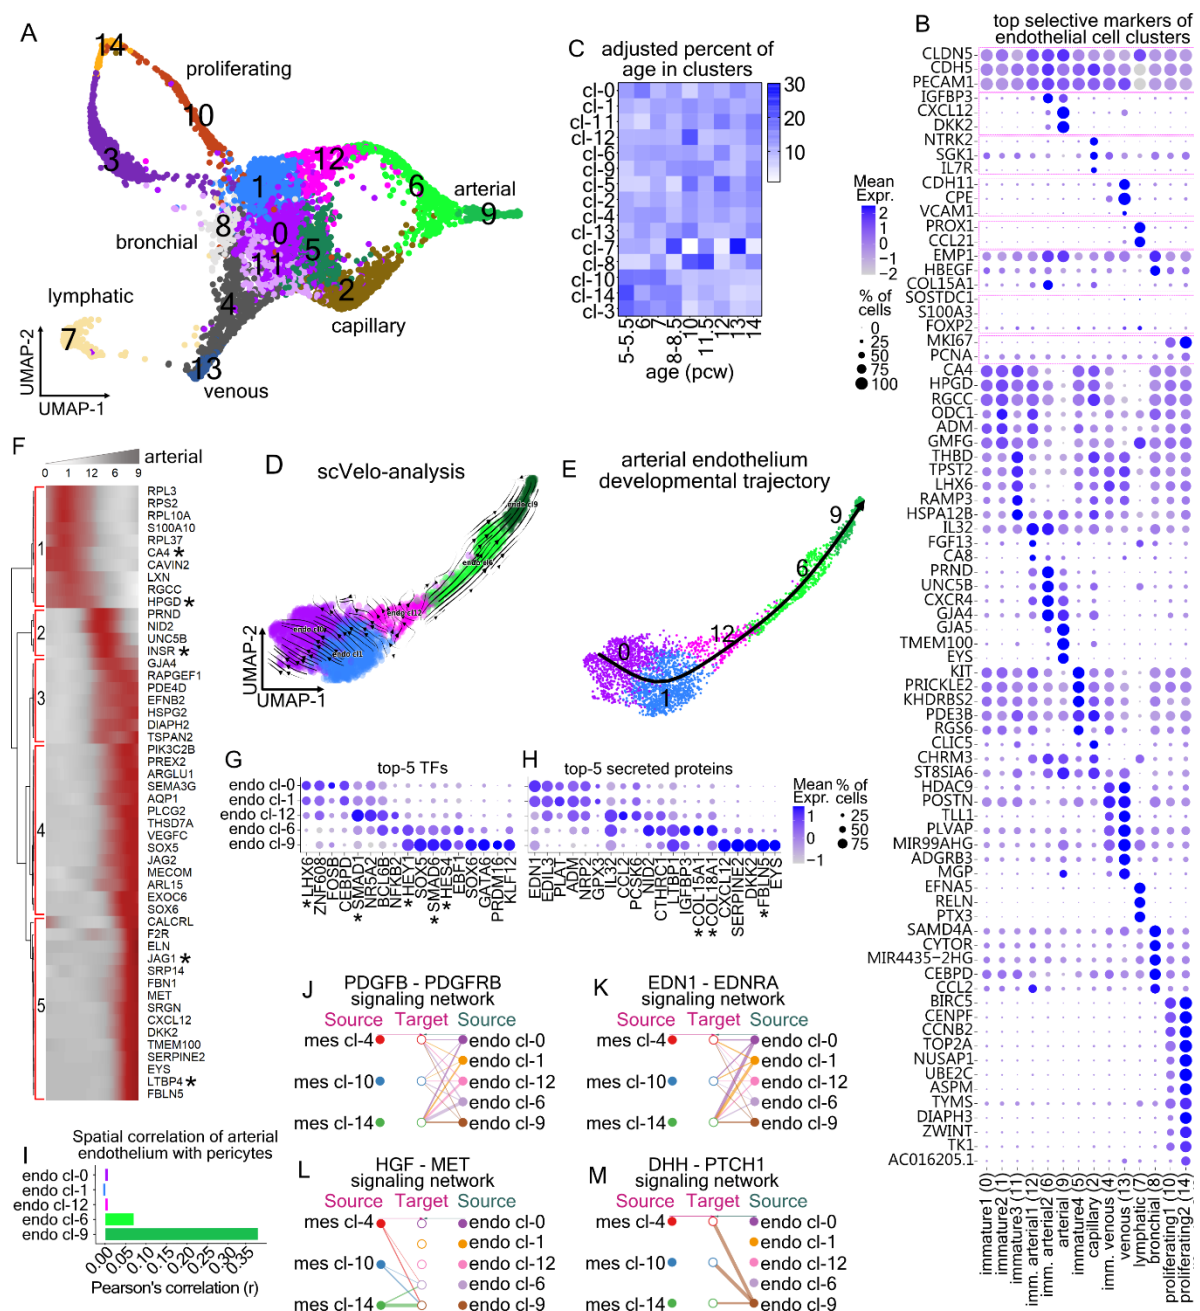 A
14
proliferating
10
3
12
1
6
arterial
9
8
0
bronchial
5
11
lymphatic
4
2
7
capillary
13
venous
UMAP-2
UMAP-1
C
adjusted percent of
age in clusters
cl-0
cl-1
cl-11
cl-12
cl-6
cl-9
cl-5
cl-2
cl-4
cl-13
cl-7
cl-8
cl-10
cl-14
cl-3
30
20
10
5-5.5
6
7
8-8.5
10
11.5
12
13
14
age (pcw)
B
top selective markers of
endothelial cell clusters
CLDN5
CDH5
PECAM1
IGFBP3
CXCL12
DKK2
NTRK2
SGK1
IL7R
CDH11
CPE
VCAM1
PROX1
CCL21
EMP1
HBEGF
COL15A1
SOSTDC1
S100A3
FOXP2
MKI67
PCNA
CA4
HPGD
RGCC
ODC1
ADM
GMFG
THBD
TPST2
LHX6
RAMP3
HSPA12B
IL32
FGF13
CA8
PRND
UNC5B
CXCR4
GJA4
GJA5
TMEM100
EYS
KIT
PRICKLE2
KHDRBS2
PDE3B
RGS6
CLIC5
CHRM3
ST8SIA6
HDAC9
POSTN
TLL1
PLVAP
MIR99AHG
ADGRB3
MGP
EFNA5
RELN
PTX3
SAMD4A
CYTOR
MIR4435-2HG
CEBPD
CCL2
BIRC5
CENPF
CCNB2
TOP2A
NUSAP1
UBE2C
ASPM
TYMS
DIAPH3
ZWINT
TK1
AC016205.1
immature1 (0)
immature2 (1)
immature3 (11)
imm. arterial1 (12)
imm. arterial2 (6)
arterial (9)
immature4 (5)
capillary (2)
imm. venous (4)
venous (13)
lymphatic (7)
bronchial (8)
proliferating1 (10)
proliferating2 (14)
Mean
Expr.
2
1
0
−1
−2
% of
cells
0
25
50
75
100
F
arterial
0 1 12 6 9
1
2
3
4
5
RPL3
RPS2
RPL10A
S100A10
RPL37
CA4 *
CAVIN2
LXN
RGCC
HPGD *
PRND
NID2
UNC5B
INSR *
GJA4
RAPGEF1
PDE4D
EFNB2
HSPG2
DIAPH2
TSPAN2
PIK3C2B
PREX2
ARGLU1
SEMA3G
AQP1
PLCG2
THSD7A
VEGFC
SOX5
JAG2
MECOM
ARL15
EXOC6
SOX6
CALCRL
F2R
ELN
JAG1 *
SRP14
FBN1
MET
SRGN
CXCL12
DKK2
TMEM100
SERPINE2
EYS
LTBP4 *
FBLN5
D
scVelo-analysis
endo cl9
endo cl6
endo cl12
endo cl0
endo cl1
UMAP-2
UMAP-1
E
arterial endothelium
developmental trajectory
9
6
12
0
1
G
top-5 TFs
endo cl-0
endo cl-1
endo cl-12
endo cl-6
endo cl-9
*LHX6
ZNF608
FOSB
CEBPD
*SMAD1
NR5A2
BCL6B
NFKB2
*HEY1
SOX5
*SMAD6
*HES4
EBF1
SOX6
GATA6
PRDM16
KLF12
H
top-5 secreted proteins
EDN1
EDIL3
PLAT
ADM
NRP2
GPX3
IL32
CCL2
PCSK6
NID2
CTHRC1
LTBP1
IGFBP3
*COL15A1
*COL18A1
CXCL12
SERPINE2
DKK2
*FBLN5
EYS
Mean
Expr.
1
0
−1
% of
cells
25
50
75
I
Spatial correlation of arterial
endothelium with pericytes
endo cl-0
endo cl-1
endo cl-12
endo cl-6
endo cl-9
0.00
0.05
0.10
0.15
0.20
0.25
0.30
0.35
Pearson's correlation (r)
J
PDGFB - PDGFRB
signaling network
Source Target Source
mes cl-4
mes cl-10
mes cl-14
endo cl-0
endo cl-1
endo cl-12
endo cl-6
endo cl-9
K
EDN1 - EDNRA
signaling network
Source Target Source
mes cl-4
mes cl-10
mes cl-14
endo cl-0
endo cl-1
endo cl-12
endo cl-6
endo cl-9
L
HGF - MET
signaling network
Source Target Source
mes cl-4
mes cl-10
mes cl-14
endo cl-0
endo cl-1
endo cl-12
endo cl-6
endo cl-9
M
DHH - PTCH1
signaling network
Source Target Source
mes cl-4
mes cl-10
mes cl-14
endo cl-0
endo cl-1
endo cl-12
endo cl-6
endo cl-9